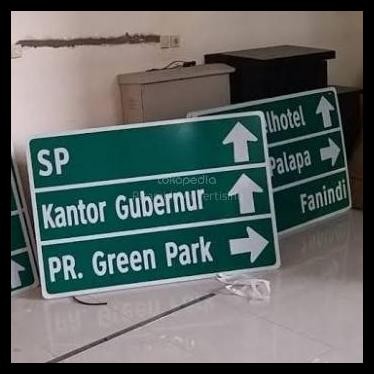 SP
Kantor Gubernur
PR. Green Park
lhotel
Palapa
Fanindi
tokopedia